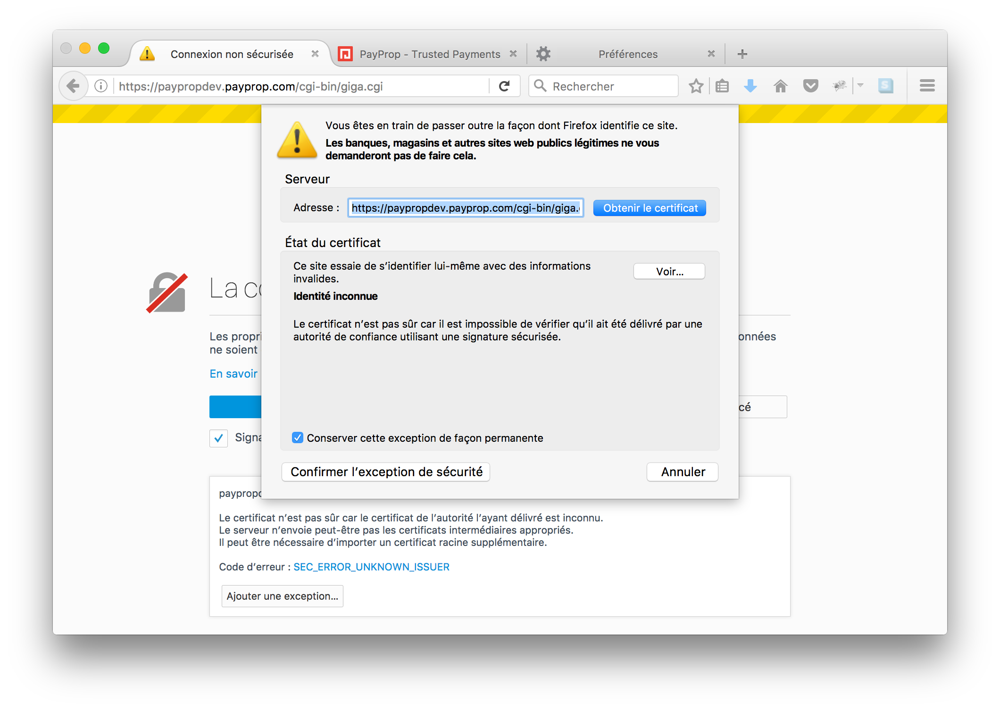 Connexion non sécurisée
PayProp - Trusted Payments
Préférences
https://paypropdev.payprop.com/cgi-bin/giga.cgi
Rechercher
S
Vous êtes en train de passer outre la façon dont Firefox identifie ce site.
Les banques, magasins et autres sites web publics légitimes ne vous
demanderont pas de faire cela.
Serveur
Adresse :
https://paypropdev.payprop.com/cgi-bin/giga.
Obtenir le certificat
État du certificat
Ce site essaie de s’identifier lui-même avec des informations
invalides.
Voir…
Identité inconnue
Le certificat n’est pas sûr car il est impossible de vérifier qu’il ait été délivré par une
autorité de confiance utilisant une signature sécurisée.
Conserver cette exception de façon permanente
Confirmer l’exception de sécurité
Annuler
La
Les
onnées
ne soient
En savoir
cé
Le certificat n’est pas sûr car le certificat de l’autorité l’ayant délivré est inconnu.
Le serveur n’envoie peut-être pas les certificats intermédiaires appropriés.
Il peut être nécessaire d’importer un certificat racine supplémentaire.
Code d’erreur : SEC_ERROR_UNKNOWN_ISSUER
Ajouter une exception…